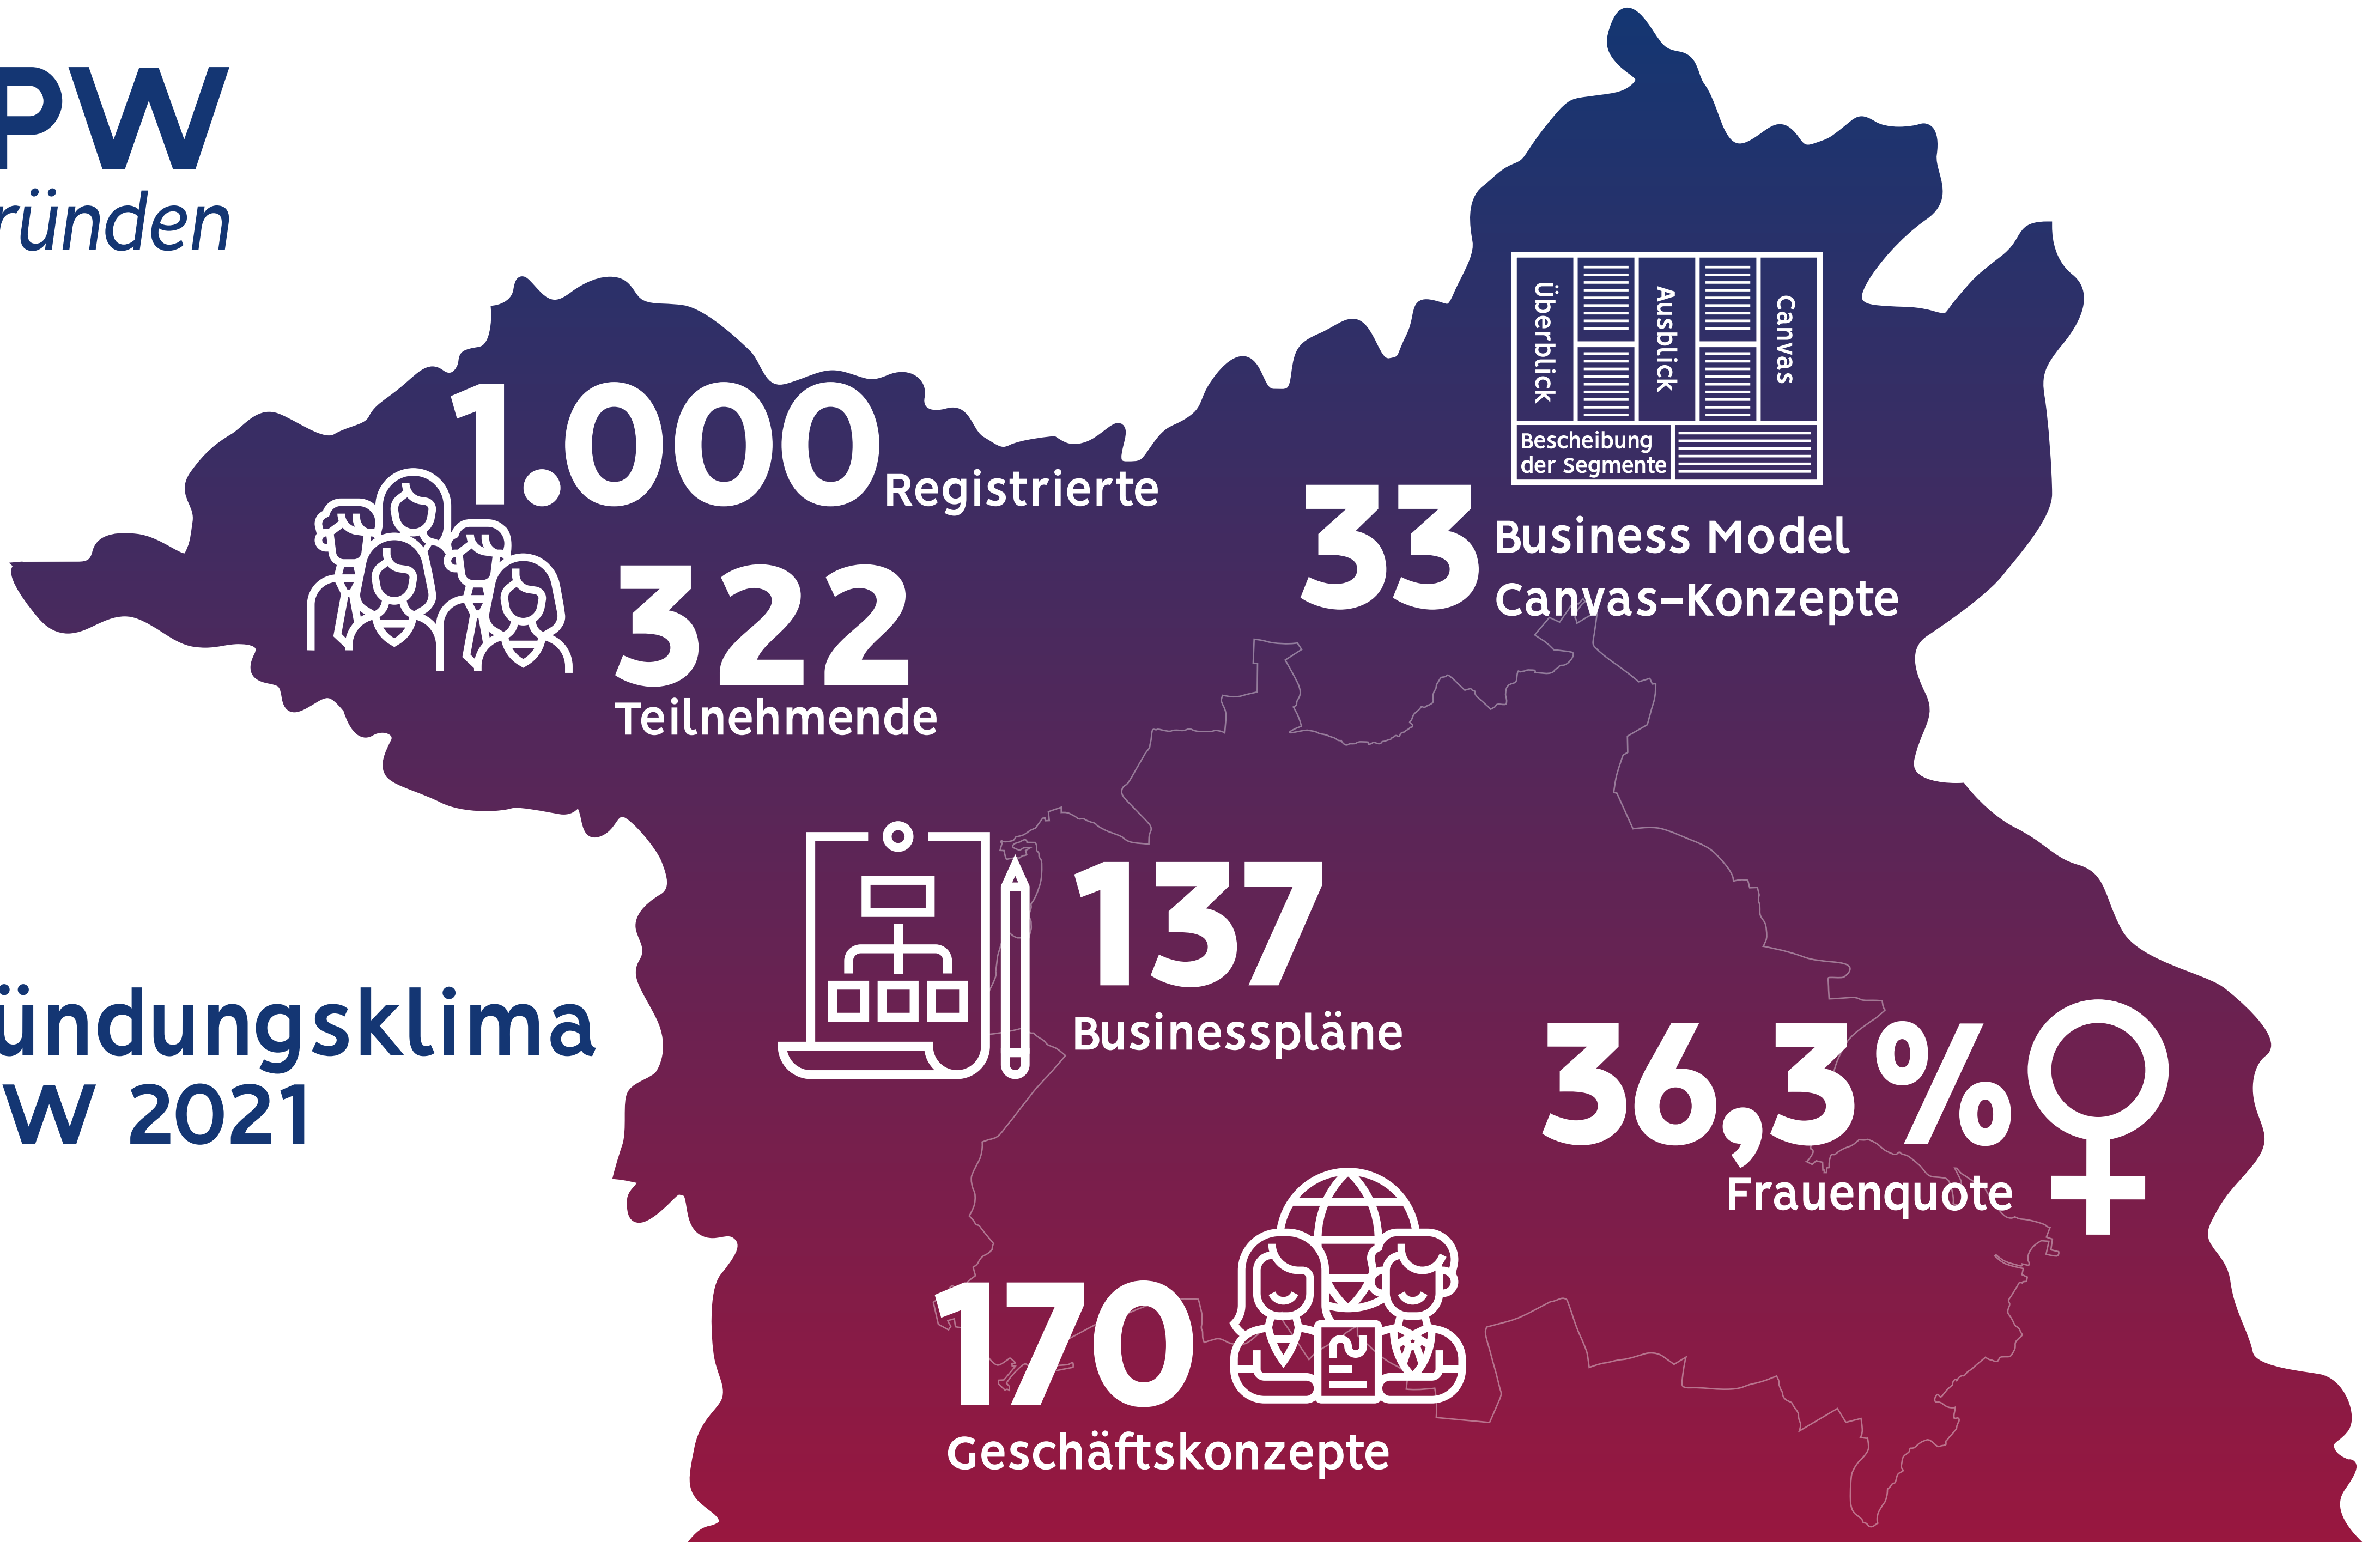 PW
ründen
1.000 Registrierte
322
Teilnehmende
Überblick
Ausblick
Canvas
Bescheibung
der Segmente
33 Business Model
Canvas-Konzepte
137
Businesspläne
ündungsklima
W 2021
36,3%
Frauenquote
170
Geschäftskonzepte